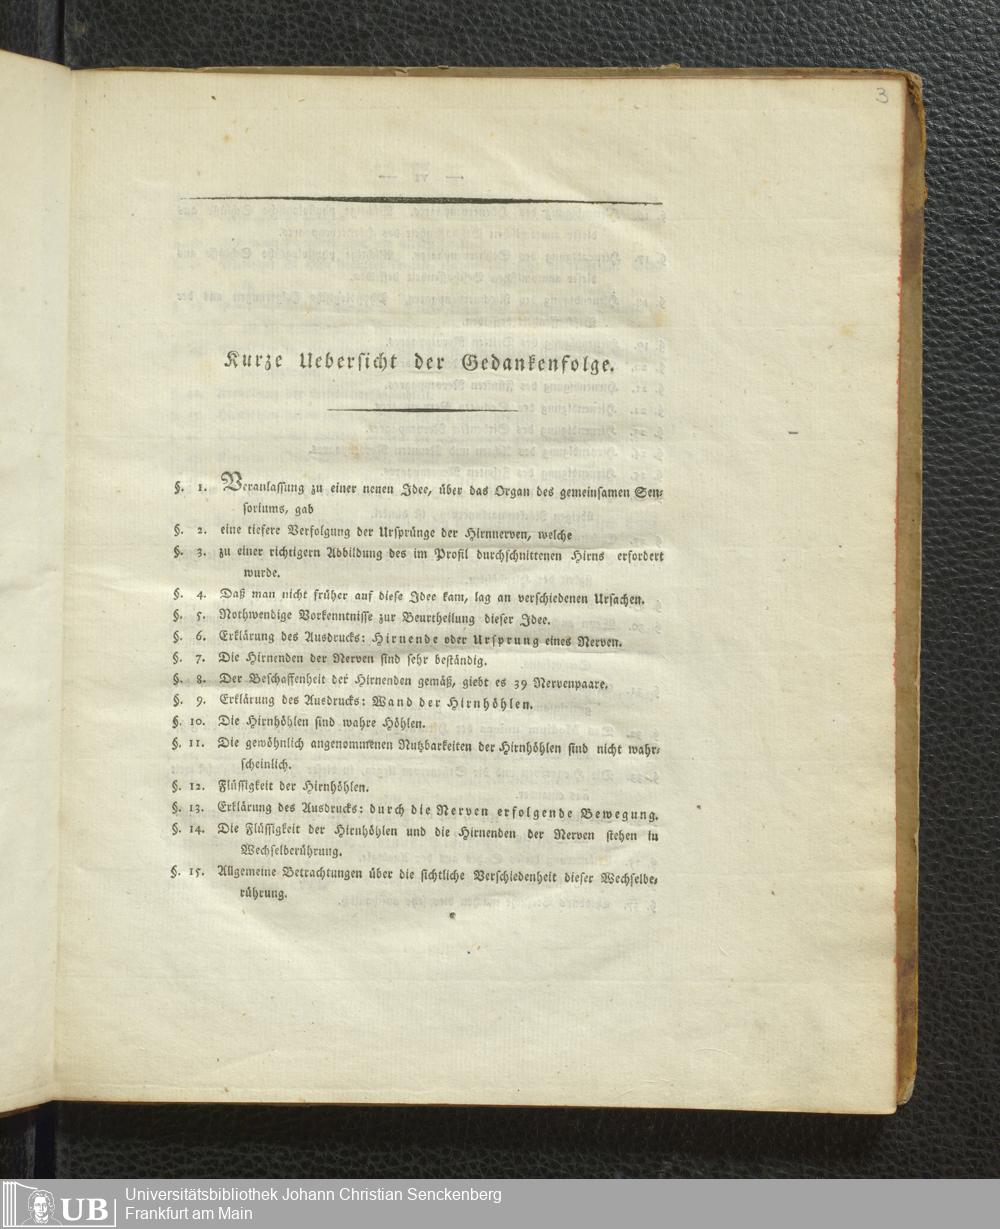 3
Kurze Uebersicht der Gedankenfolge.
§. 1. Veranlassung zu einer neuen Idee, über das Organ des gemeinsamen Sen-
soriums, gab
§. 2. eine tiefere Verfolgung der Ursprünge der Hirnnerven, welche
§. 3. zu einer richtigern Abbildung des im Profil durchschnittenen Hirns erfordert
wurde.
§. 4. Daß man nicht früher auf diese Idee kam, lag an verschiedenen Ursachen.
§. 5. Nothwendige Vorkenntnisse zur Beurtheilung dieser Idee.
§. 6. Erklärung des Ausdrucks: Hirnende oder Ursprung eines Nerven.
§. 7. Die Hirnenden der Nerven sind sehr beständig.
§. 8. Der Beschaffenheit der Hirnenden gemäß, giebt es 39 Nervenpaare.
§. 9. Erklärung des Ausdrucks: Wand der Hirnhöhlen.
§. 10. Die Hirnhöhlen sind wahre Höhlen.
§. 11. Die gewöhnlich angenommenen Nutzbarkeiten der Hirnhöhlen sind nicht wahr-
scheinlich.
§. 12. Flüssigkeit der Hirnhöhlen.
§. 13. Erklärung des Ausdrucks: durch die Nerven erfolgende Bewegung.
§. 14. Die Flüssigkeit der Hirnhöhlen und die Hirnenden der Nerven stehen in
Wechselberührung.
§. 15. Allgemeine Betrachtungen über die sichtliche Verschiedenheit dieser Wechselbe-
rührung.
UB
Universitätsbibliothek Johann Christian Senckenberg
Frankfurt am Main